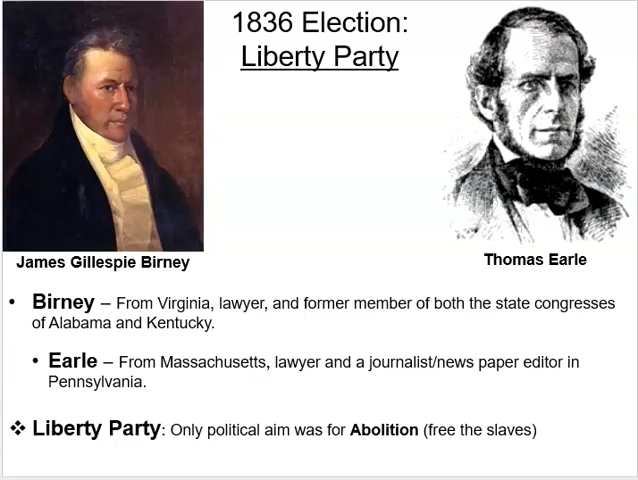 1836 Election:
Liberty Party
James Gillespie Birney
Thomas Earle
• Birney – From Virginia, lawyer, and former member of both the state congresses
of Alabama and Kentucky.
• Earle – From Massachusetts, lawyer and a journalist/news paper editor in
Pennsylvania.
❖ Liberty Party: Only political aim was for Abolition (free the slaves)